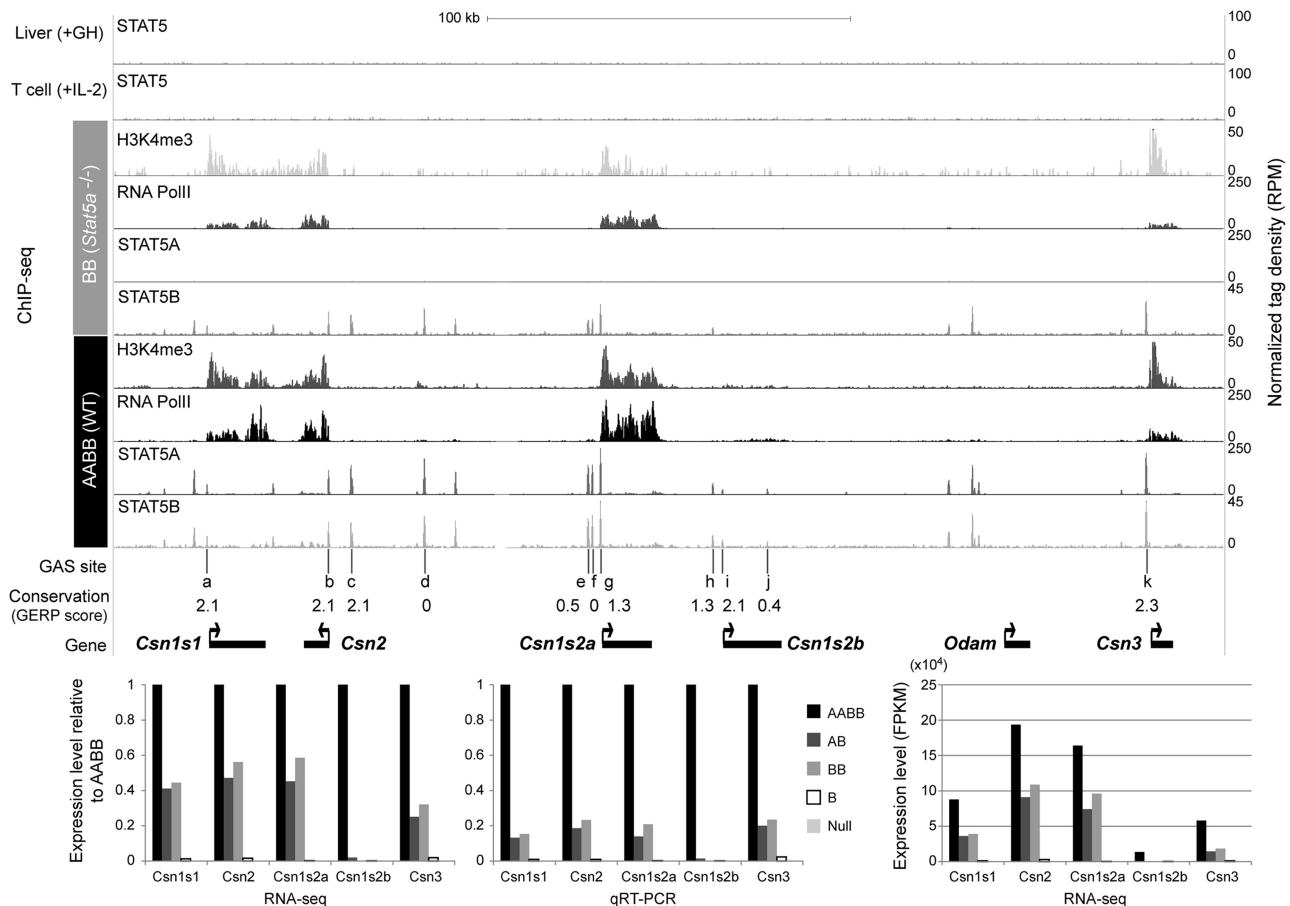 100 kb
Liver (+GH)
STAT5
100
0
T cell (+IL-2)
STAT5
100
0
ChIP-seq
Normalized tag density (RPM)
BB (Stat5a -/-)
H3K4me3
50
0
RNA PolII
250
0
STAT5A
250
0
STAT5B
45
0
AABB (WT)
H3K4me3
50
0
RNA PolII
250
0
STAT5A
250
0
STAT5B
45
0
GAS site
a b c d e f g h i j k
Conservation
(GERP score)
2.1 2.1 2.1 0 0.5 0 1.3 1.3 2.1 0.4 2.3
Gene
Csn1s1 Csn2 Csn1s2a Csn1s2b Odam Csn3
Expression level relative
to AABB
1
0.8
0.6
0.4
0.2
0
Csn1s1 Csn2 Csn1s2a Csn1s2b Csn3
RNA-seq
1
0.8
0.6
0.4
0.2
0
Csn1s1 Csn2 Csn1s2a Csn1s2b Csn3
qRT-PCR
AABB
AB
BB
B
Null
Expression level (FPKM)
(x10⁴)
25
20
15
10
5
0
Csn1s1 Csn2 Csn1s2a Csn1s2b Csn3
RNA-seq